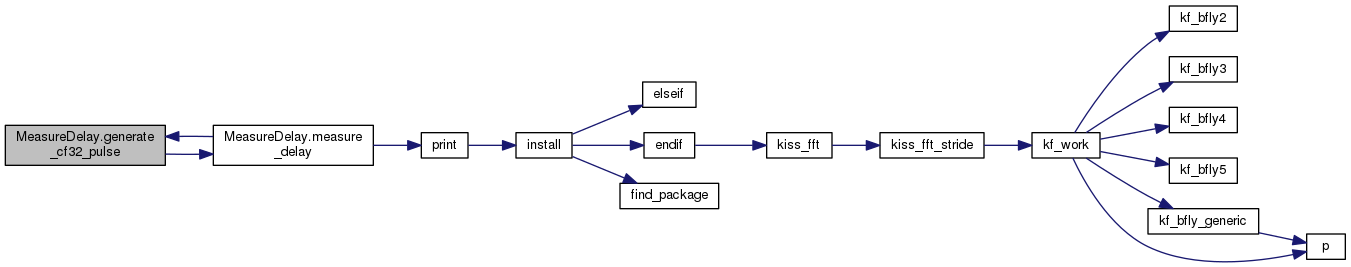 MeasureDelay.generate
_cf32_pulse
MeasureDelay.measure
_delay
print
install
elseif
endif
find_package
kiss_fft
kiss_fft_stride
kf_work
kf_bfly2
kf_bfly3
kf_bfly4
kf_bfly5
kf_bfly_generic
p